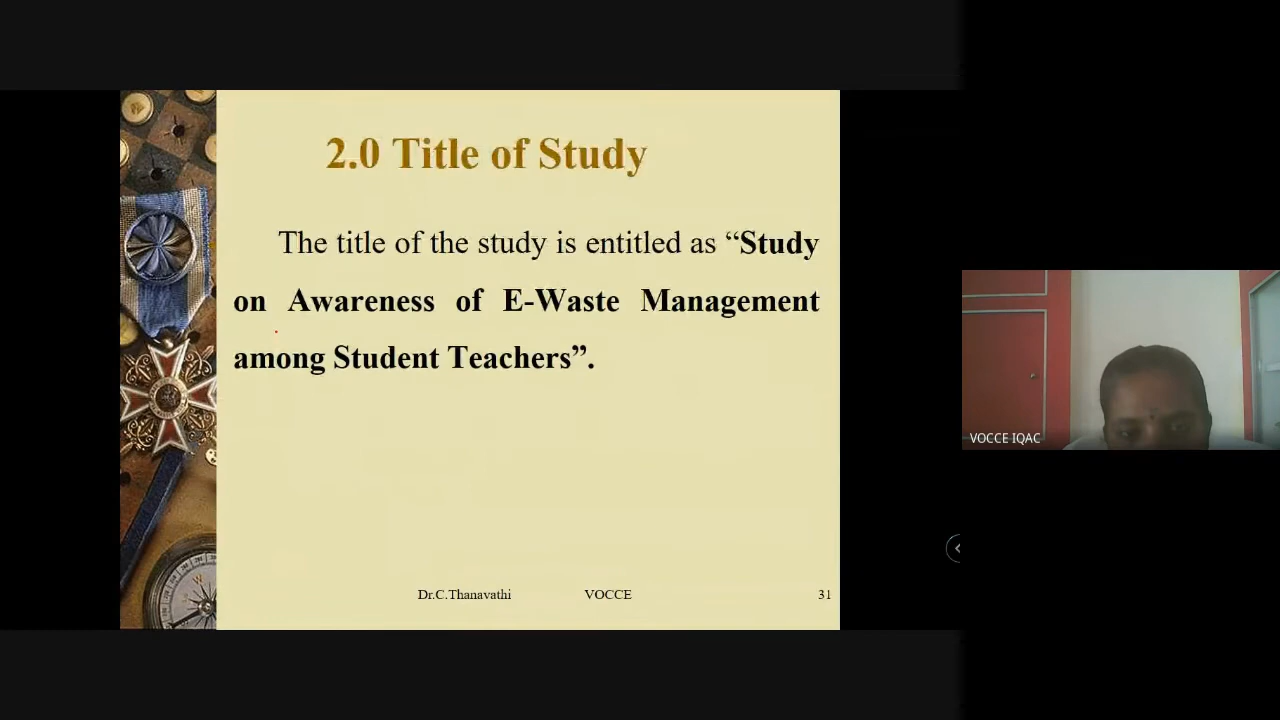 2.0 Title of Study
The title of the study is entitled as “Study
on Awareness of E-Waste Management
among Student Teachers”.
Dr.C.Thanavathi VOCCE 31
VOCCE IQAC